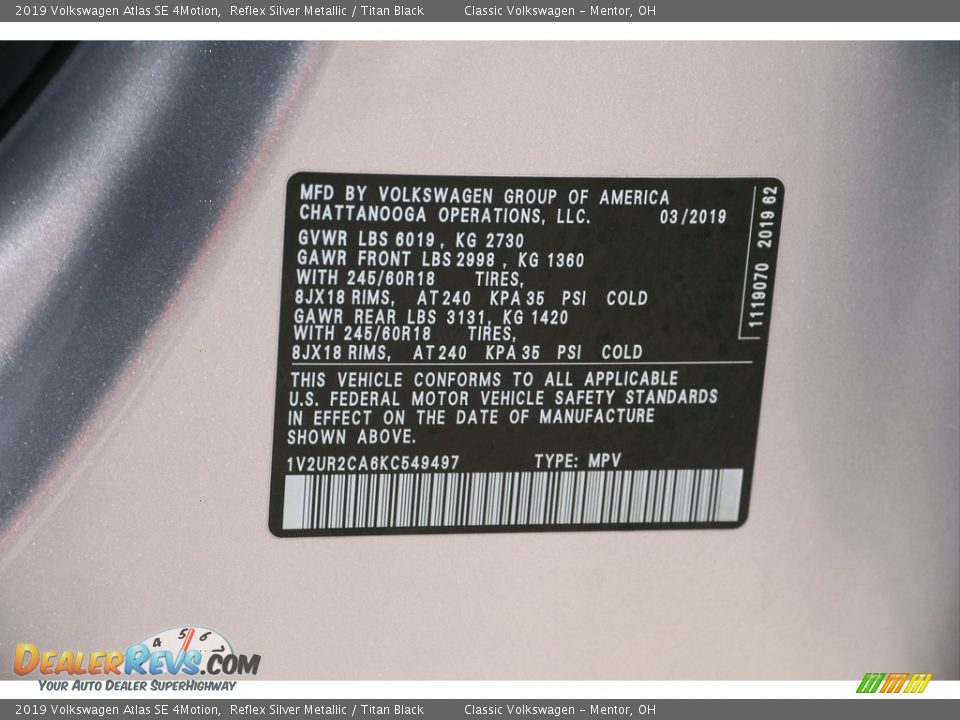 2019 Volkswagen Atlas SE 4Motion, Reflex Silver Metallic / Titan Black Classic Volkswagen - Mentor, OH
MFD BY VOLKSWAGEN GROUP OF AMERICA
CHATTANOOGA OPERATIONS, LLC. 03/2019
GVWR LBS 6019, KG 2730
GAWR FRONT LBS 2998, KG 1360
WITH 245/60R18 TIRES,
8JX18 RIMS, AT 240 KPA 35 PSI COLD
GAWR REAR LBS 3131, KG 1420
WITH 245/60R18 TIRES,
8JX18 RIMS, AT 240 KPA 35 PSI COLD
1119070 2019 62
THIS VEHICLE CONFORMS TO ALL APPLICABLE
U.S. FEDERAL MOTOR VEHICLE SAFETY STANDARDS
IN EFFECT ON THE DATE OF MANUFACTURE
SHOWN ABOVE.
1V2UR2CA6KC549497 TYPE: MPV
4 5 6 7
DEALERREVS.COM
YOUR AUTO DEALER SUPERHIGHWAY
2019 Volkswagen Atlas SE 4Motion, Reflex Silver Metallic / Titan Black Classic Volkswagen - Mentor, OH